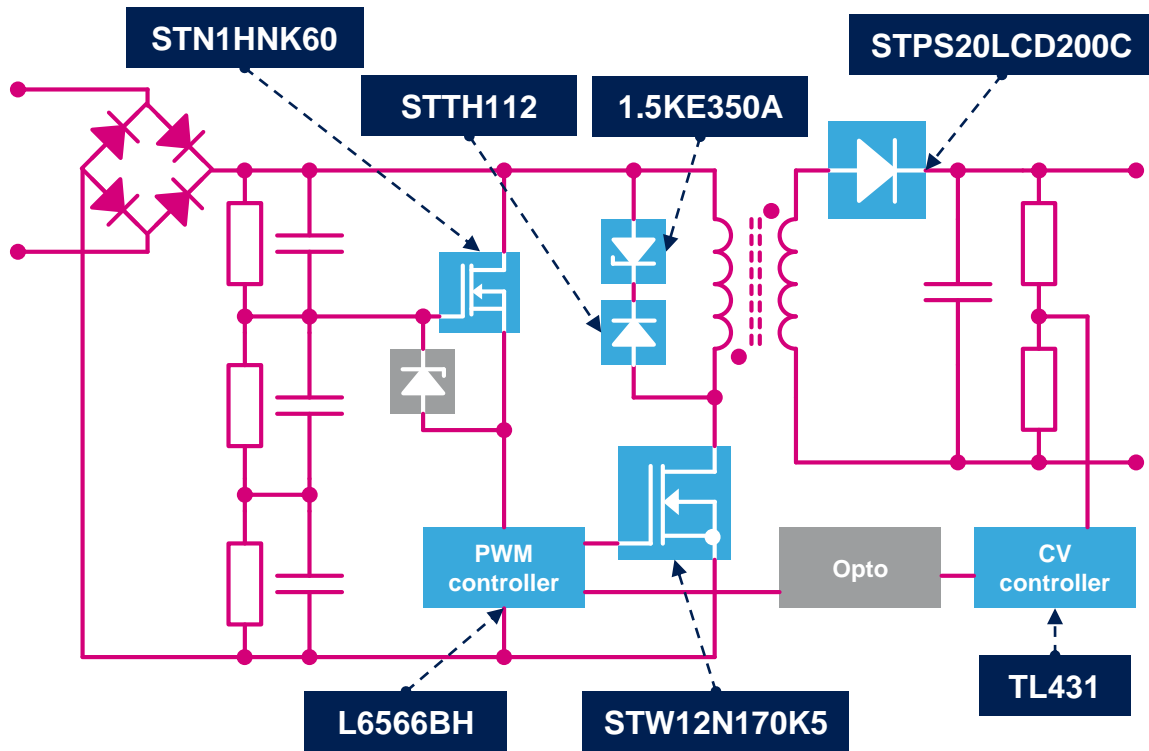 STN1HNK60
STPS20LCD200C
STTH112
1.5KE350A
PWM
controller
Opto
CV
controller
L6566BH
STW12N170K5
TL431